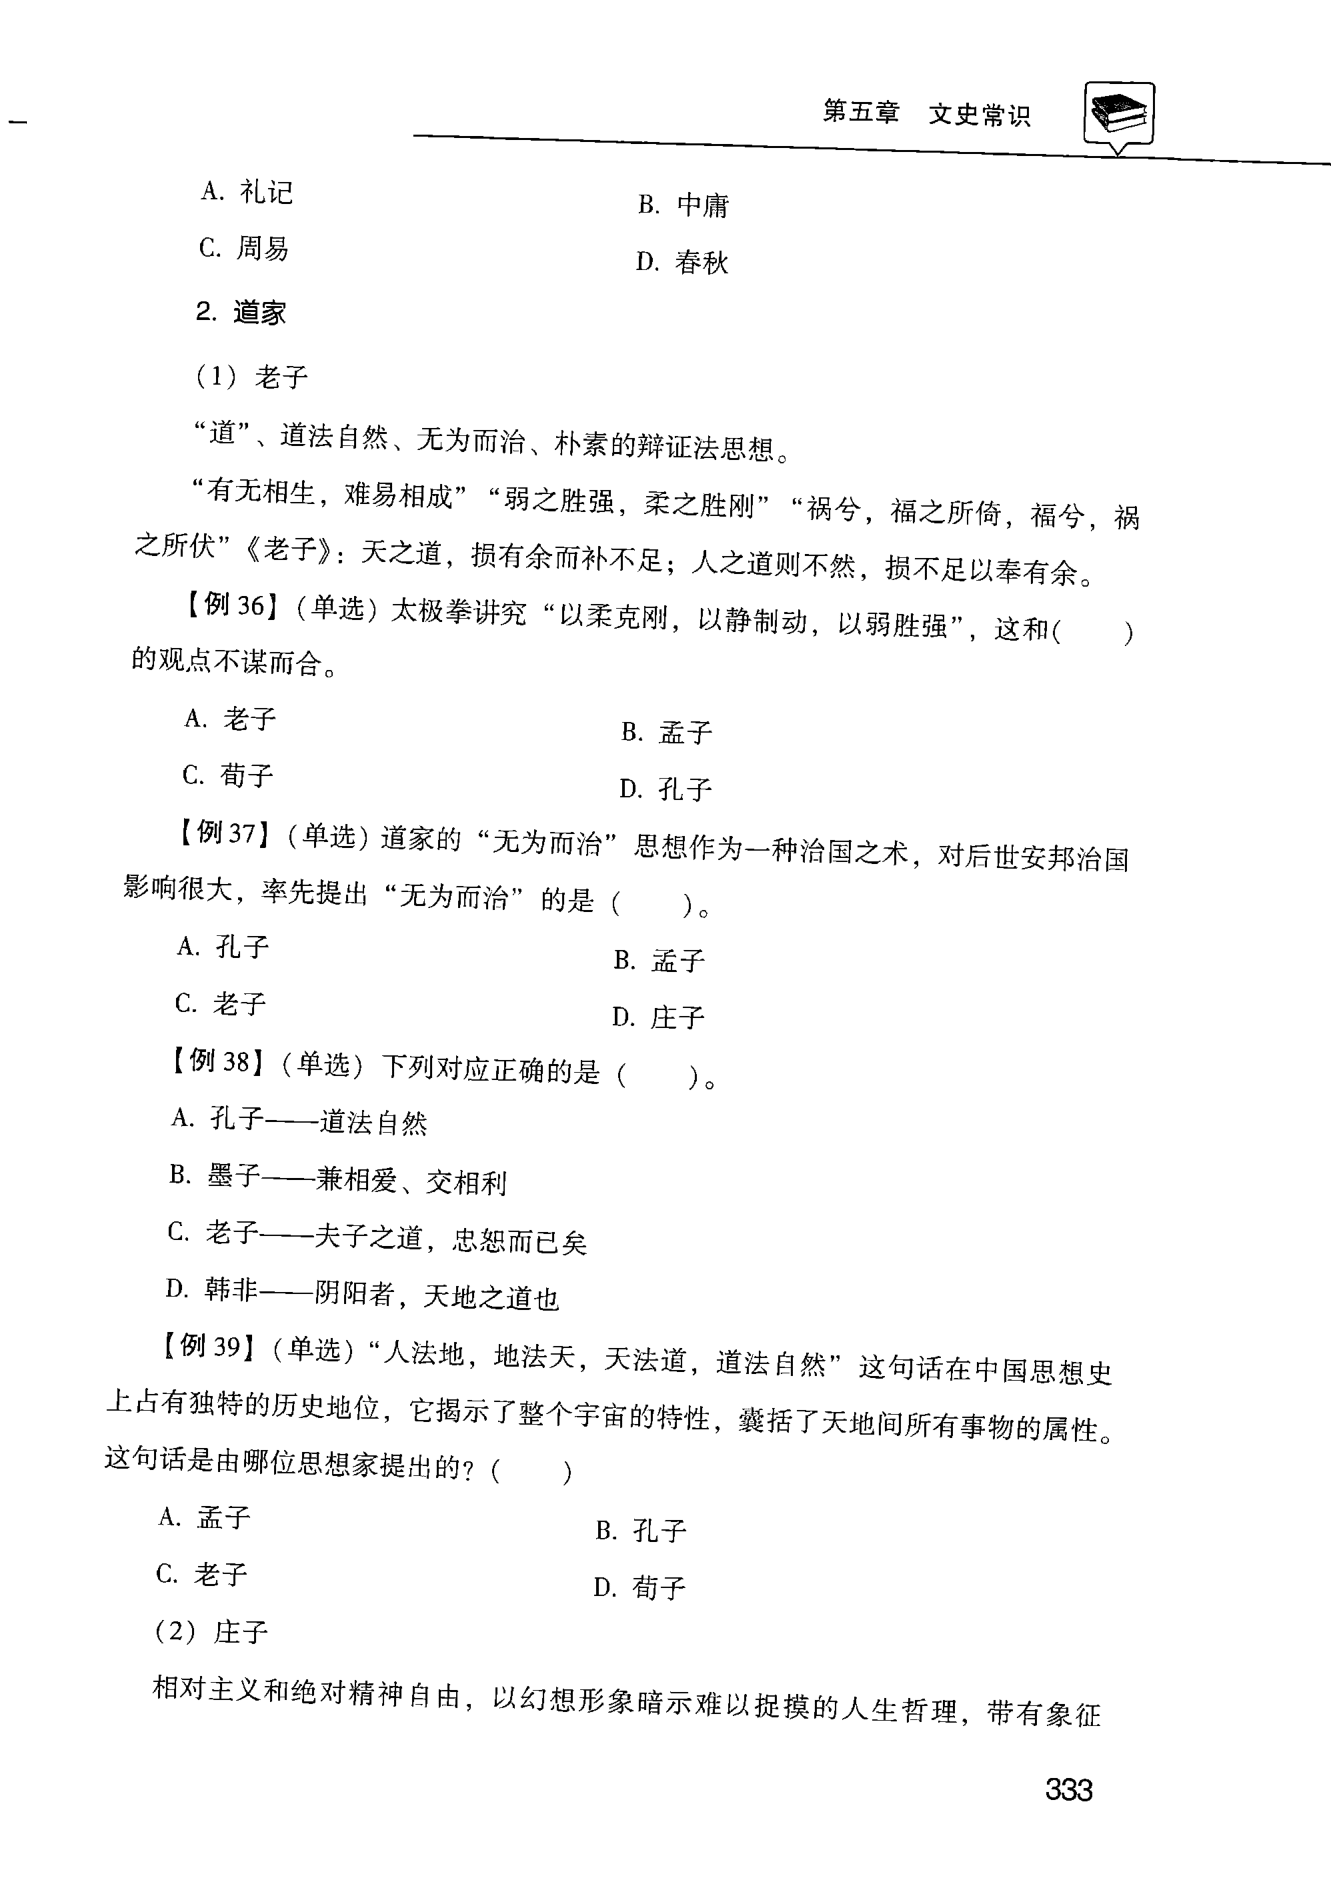 第五章 文史常识
A. 礼记 B. 中庸
C. 周易 D. 春秋
2. 道家
(1) 老子
“道”、道法自然、无为而治、朴素的辩证法思想。
“有无相生，难易相成”“弱之胜强，柔之胜刚”“祸兮，福之所倚，福兮，祸
之所伏”《老子》：天之道，损有余而补不足；人之道则不然，损不足以奉有余。
【例 36】(单选) 太极拳讲究“以柔克刚，以静制动，以弱胜强”，这和(　　)
的观点不谋而合。
A. 老子 B. 孟子
C. 荀子 D. 孔子
【例 37】(单选) 道家的“无为而治”思想作为一种治国之术，对后世安邦治国
影响很大，率先提出“无为而治”的是 (　　)。
A. 孔子 B. 孟子
C. 老子 D. 庄子
【例 38】(单选) 下列对应正确的是 (　　)。
A. 孔子——道法自然
B. 墨子——兼相爱、交相利
C. 老子——夫子之道，忠恕而已矣
D. 韩非——阴阳者，天地之道也
【例 39】(单选)“人法地，地法天，天法道，道法自然”这句话在中国思想史
上占有独特的历史地位，它揭示了整个宇宙的特性，囊括了天地间所有事物的属性。
这句话是由哪位思想家提出的? (　　)
A. 孟子 B. 孔子
C. 老子 D. 荀子
(2) 庄子
相对主义和绝对精神自由，以幻想形象暗示难以捉摸的人生哲理，带有象征
333